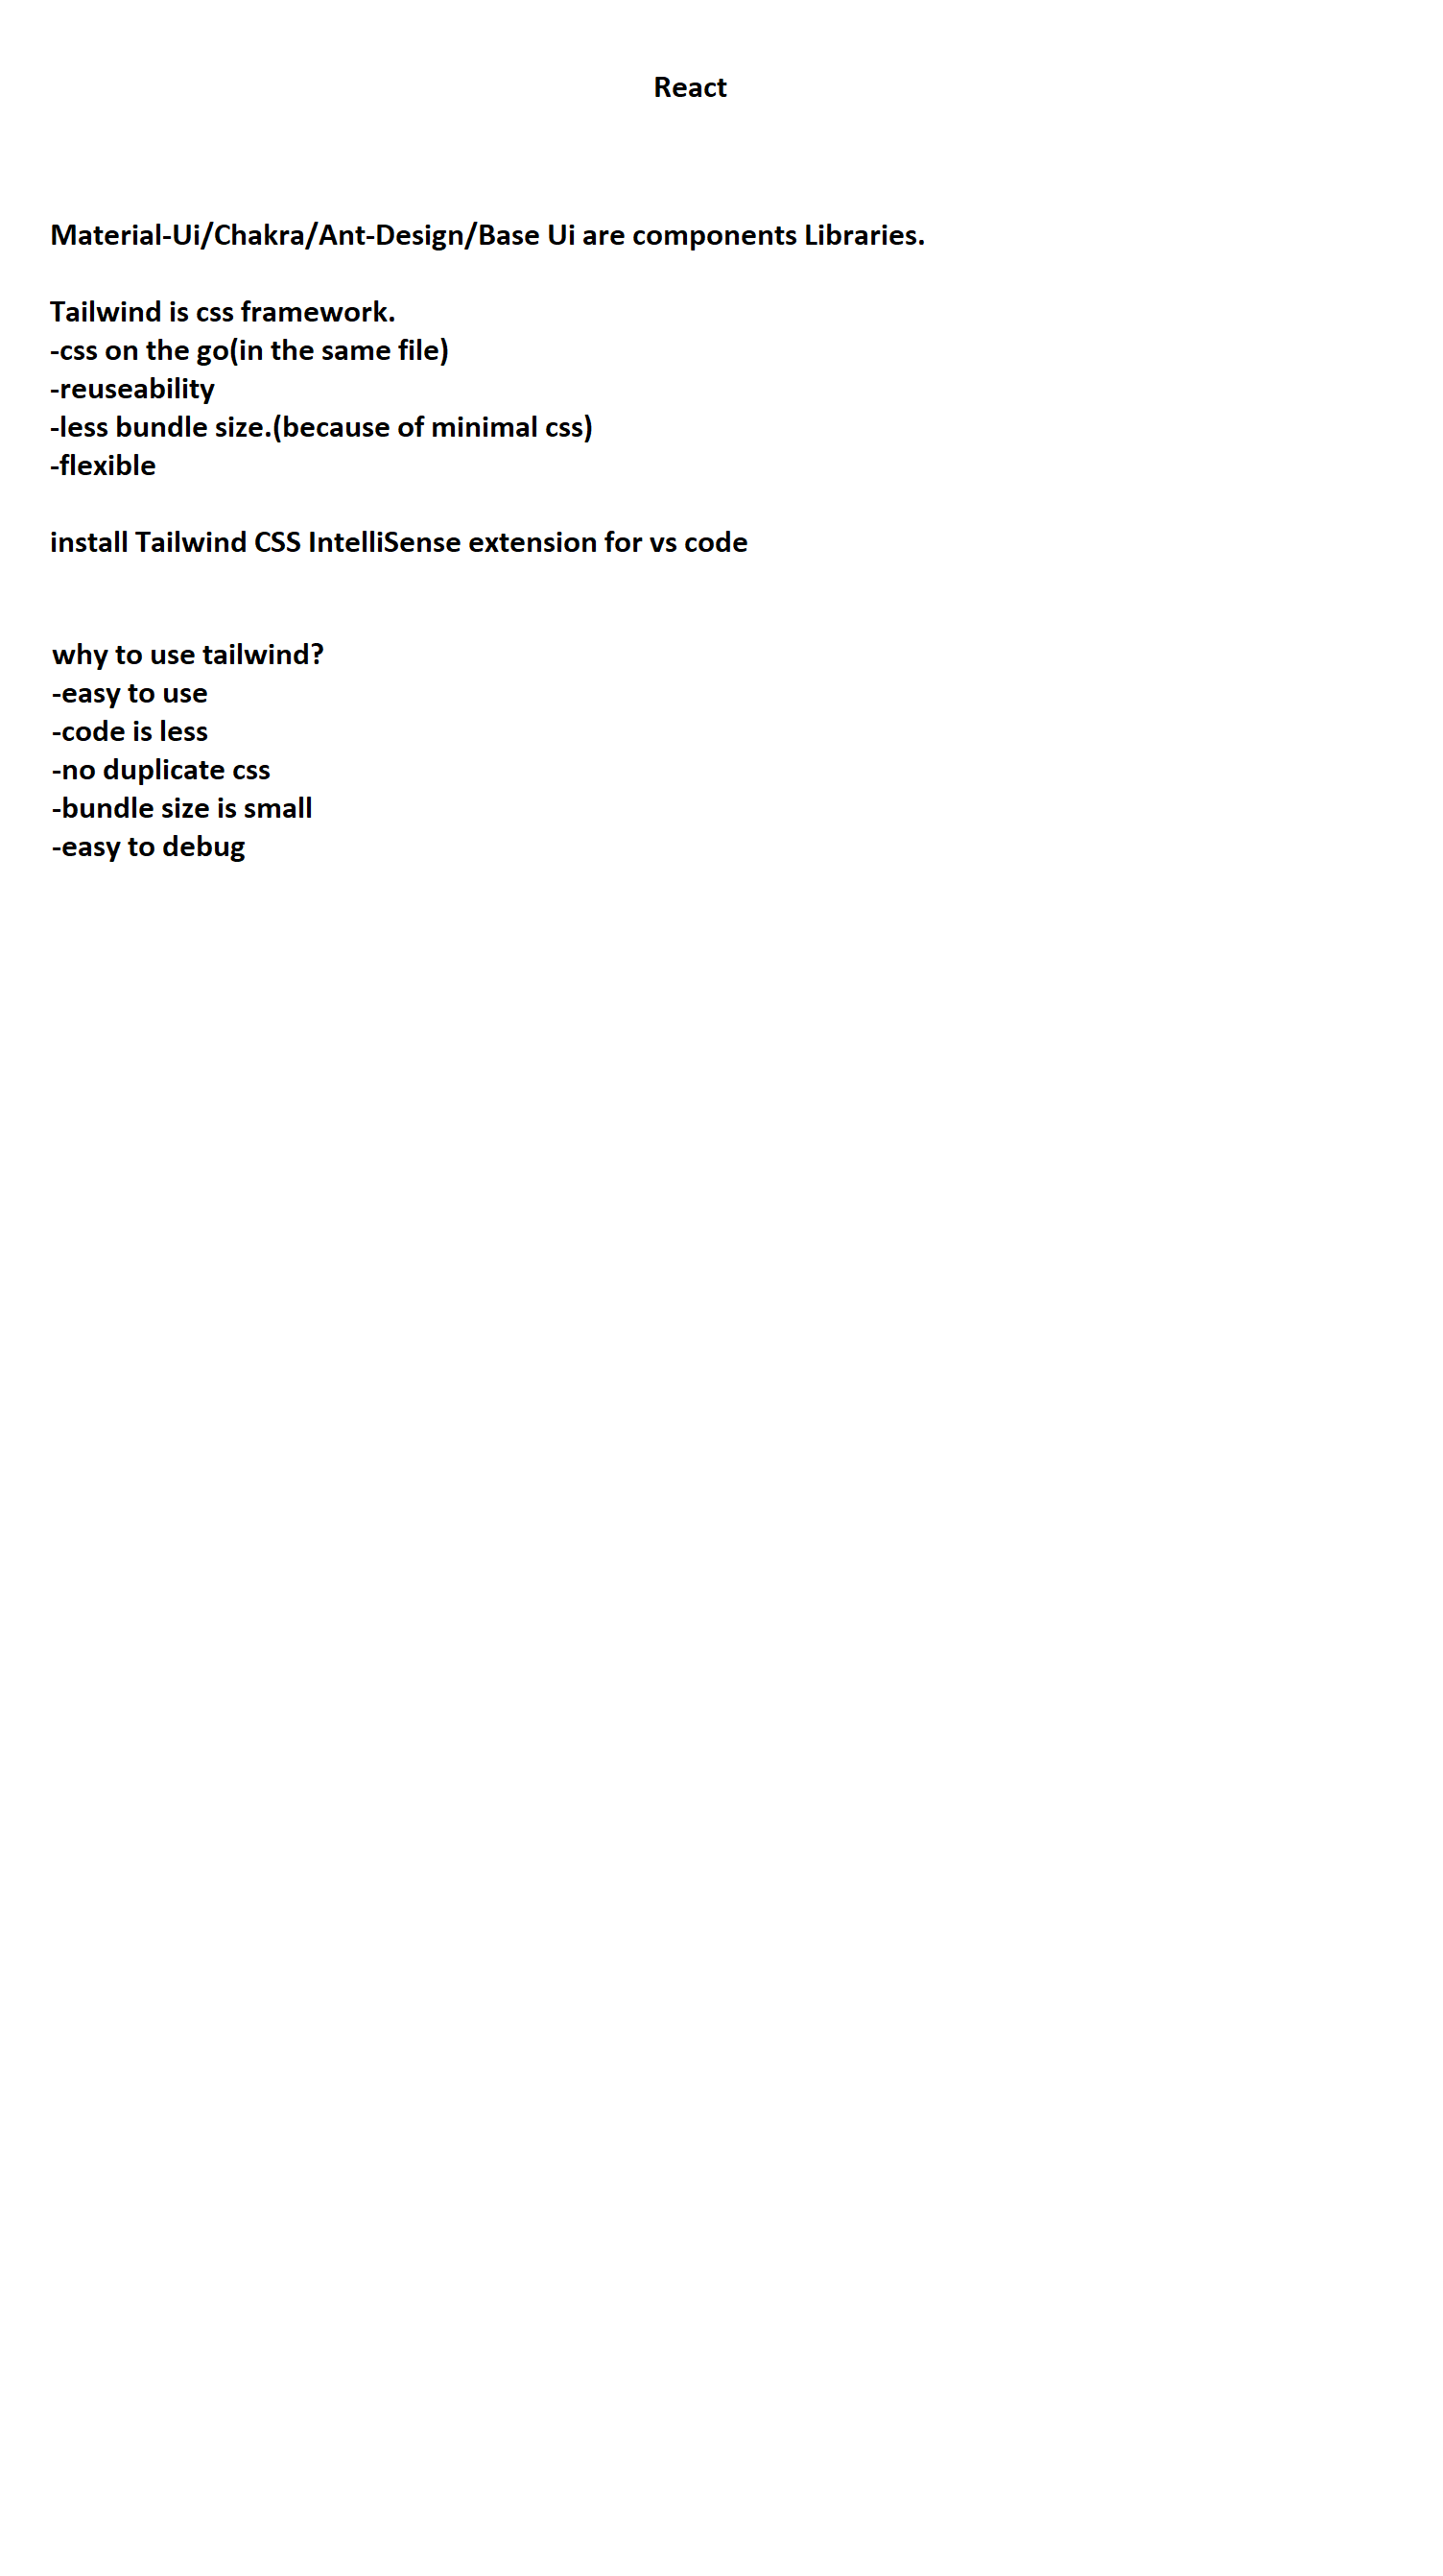 React
Material-Ui/Chakra/Ant-Design/Base Ui are components Libraries.
Tailwind is css framework.
-css on the go(in the same file)
-reuseability
-less bundle size.(because of minimal css)
-flexible
install Tailwind CSS IntelliSense extension for vs code
why to use tailwind?
-easy to use
-code is less
-no duplicate css
-bundle size is small
-easy to debug